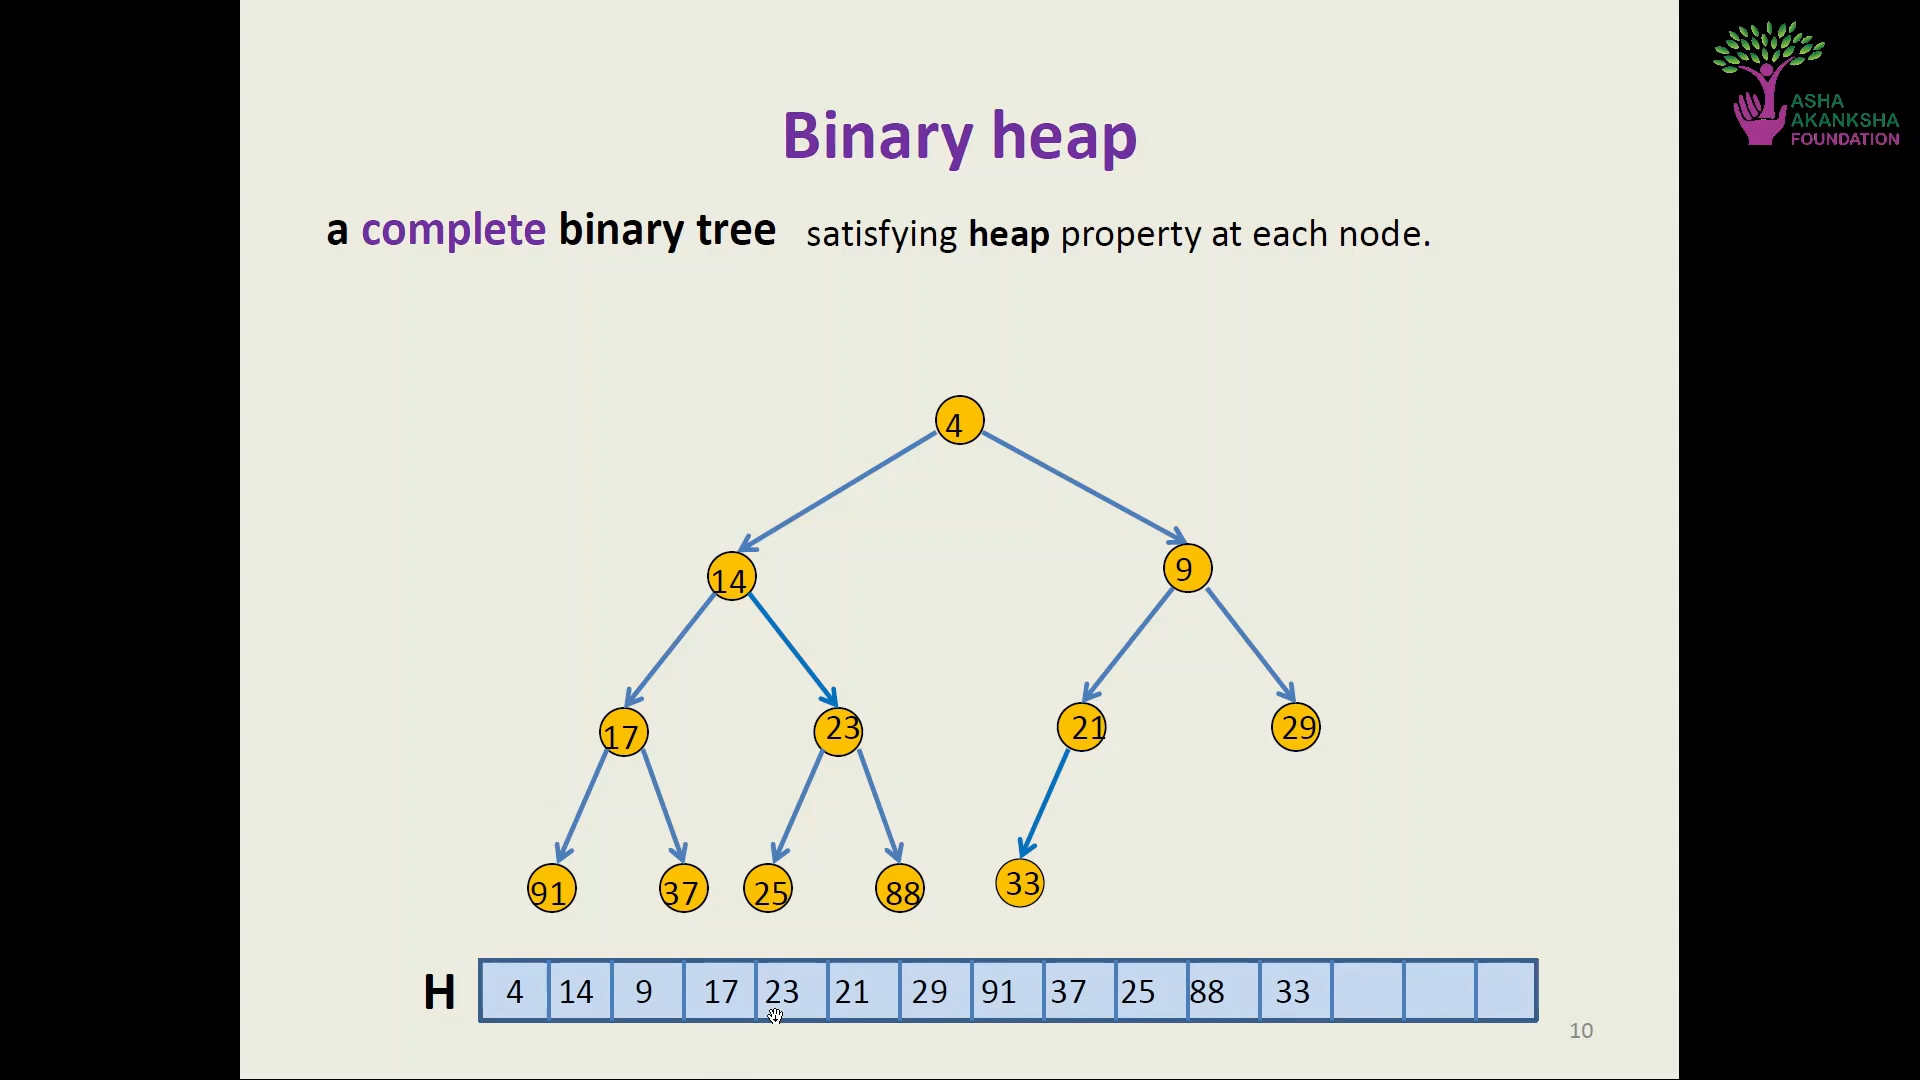 ASHA
AKANKSHA
FOUNDATION
Binary heap
a complete binary tree satisfying heap property at each node.
4
14 9
17 23 21 29
91 37 25 88 33
H 4 14 9 17 23 21 29 91 37 25 88 33
10